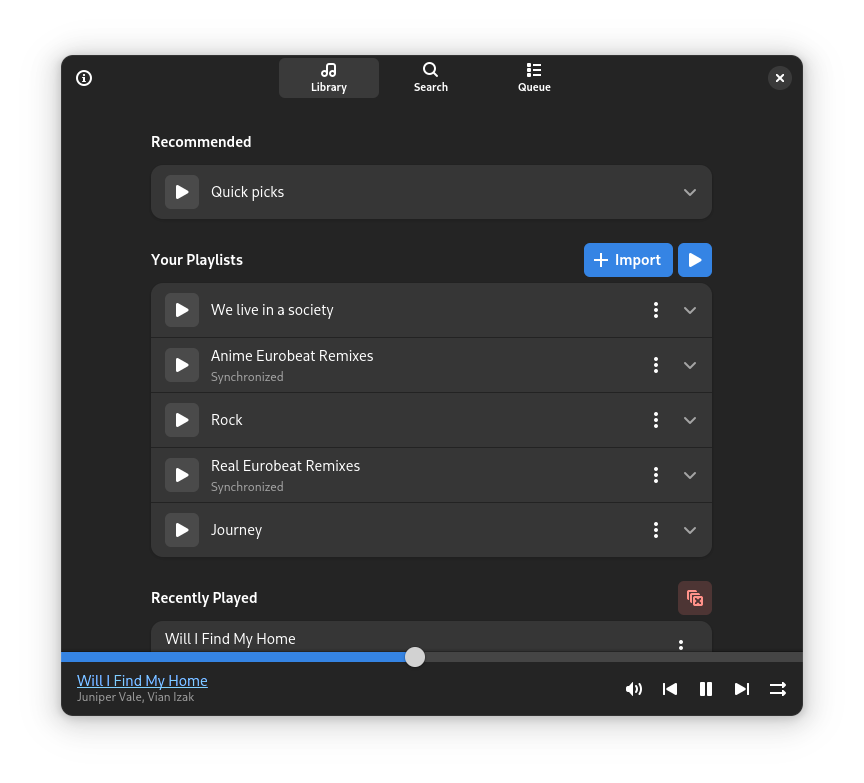 Library
Search
Queue
Recommended
Quick picks
Your Playlists
Import
We live in a society
Anime Eurobeat Remixes
Synchronized
Rock
Real Eurobeat Remixes
Synchronized
Journey
Recently Played
Will I Find My Home
Will I Find My Home
Juniper Vale, Vian Izak